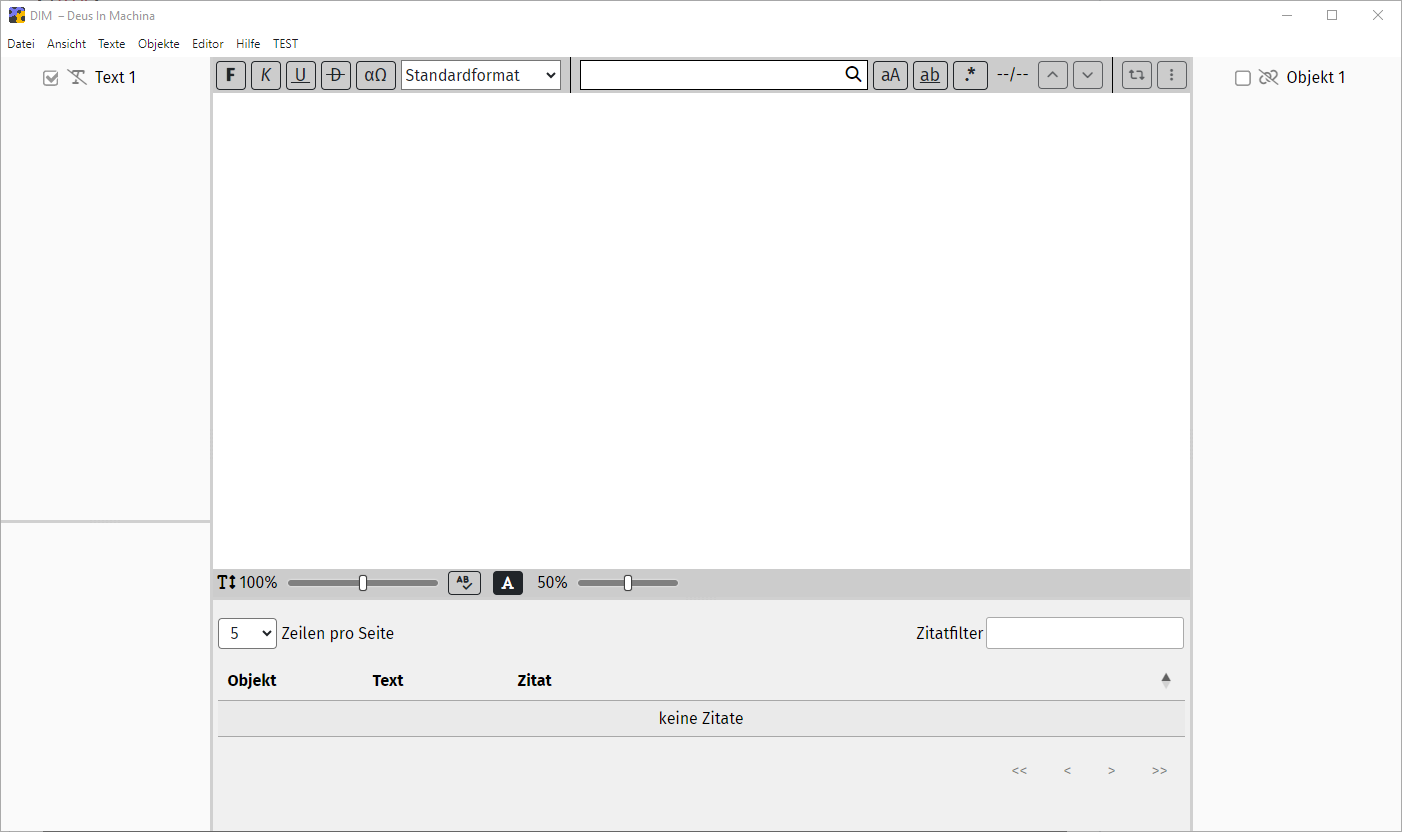 DIM – Deus In Machina
Datei Ansicht Texte Objekte Editor Hilfe TEST
Text 1
F K U D αΩ Standardformat aA ab .* --/--
Objekt 1
T 100% AB A 50%
5 Zeilen pro Seite Zitatfilter
Objekt Text Zitat
keine Zitate
<< < > >>